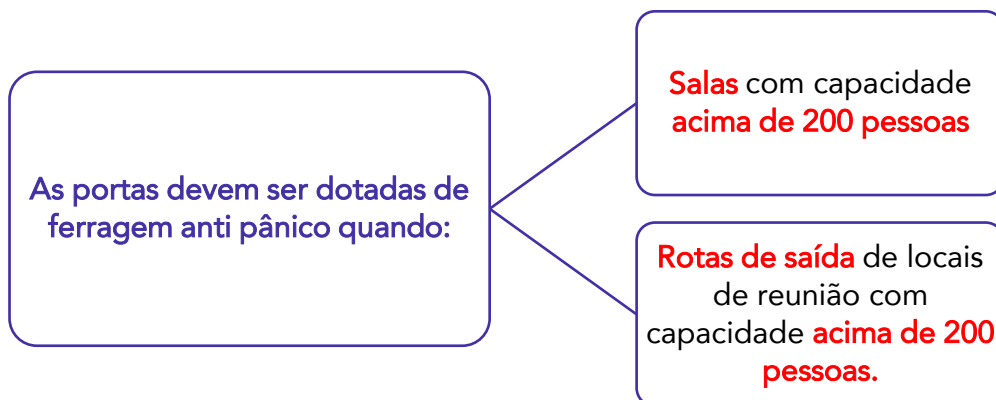 As portas devem ser dotadas de
ferragem anti pânico quando:
Salas com capacidade
acima de 200 pessoas
Rotas de saída de locais
de reunião com
capacidade acima de 200
pessoas.